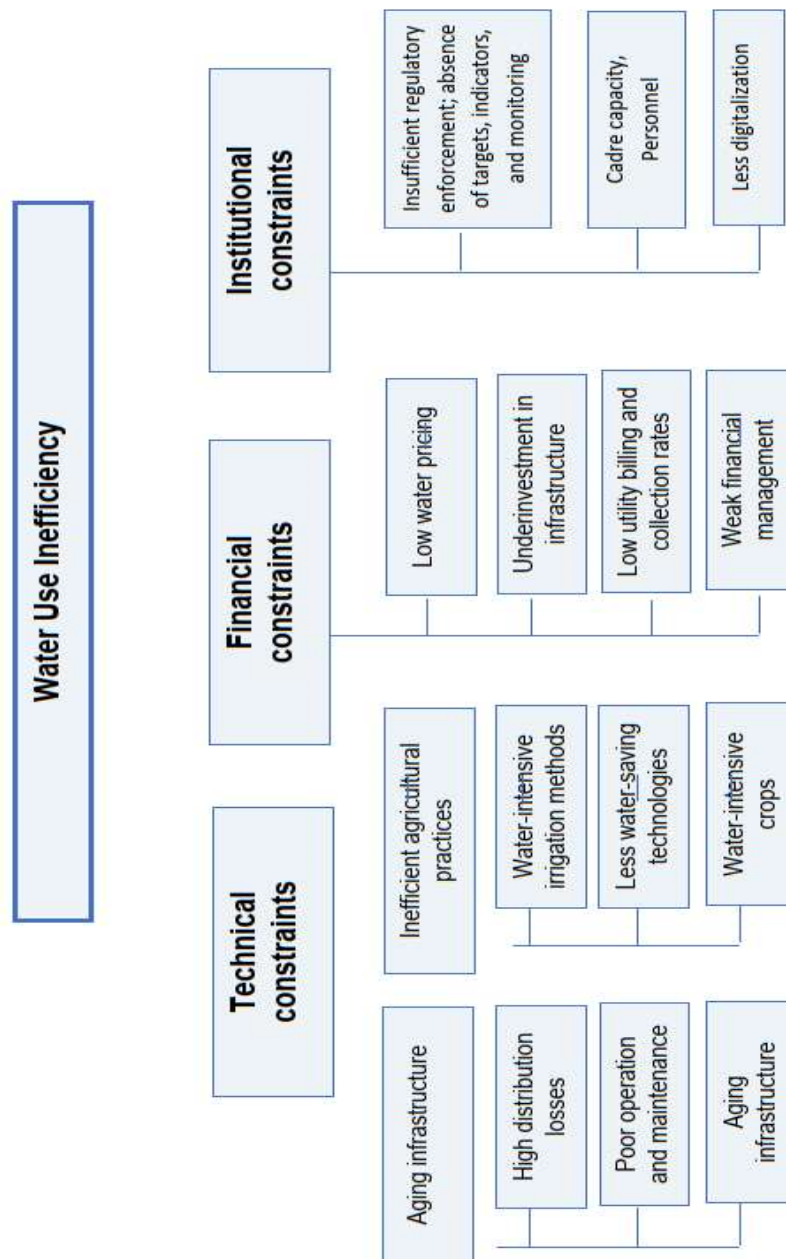 Water Use Inefficiency
Technical
constraints
Financial
constraints
Institutional
constraints
Aging infrastructure
High distribution
losses
Poor operation
and maintenance
Aging
infrastructure
Inefficient agricultural
practices
Water-intensive
irrigation methods
Less water-saving
technologies
Water-intensive
crops
Low water pricing
Underinvestment in
infrastructure
Low utility billing and
collection rates
Weak financial
management
Insufficient regulatory
enforcement; absence
of targets, indicators,
and monitoring
Cadre capacity,
Personnel
Less digitalization